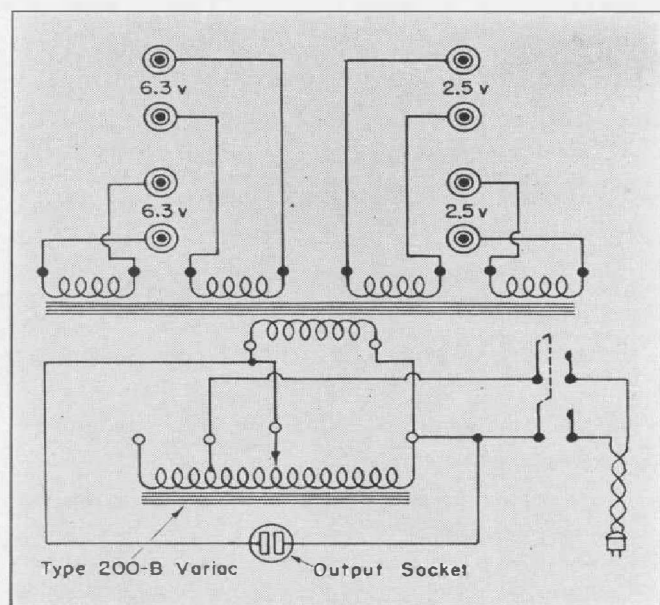 6.3 v
2.5 v
6.3 v
2.5 v
Type 200-B Variac
Output Socket